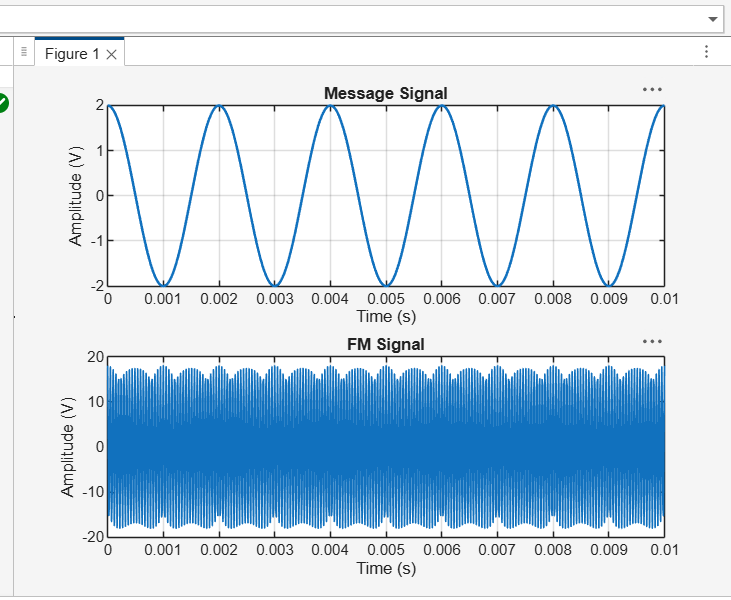 Figure 1
Message Signal
2
1
0
-1
-2
Amplitude (V)
0 0.001 0.002 0.003 0.004 0.005 0.006 0.007 0.008 0.009 0.01
Time (s)
FM Signal
20
10
0
-10
-20
Amplitude (V)
0 0.001 0.002 0.003 0.004 0.005 0.006 0.007 0.008 0.009 0.01
Time (s)